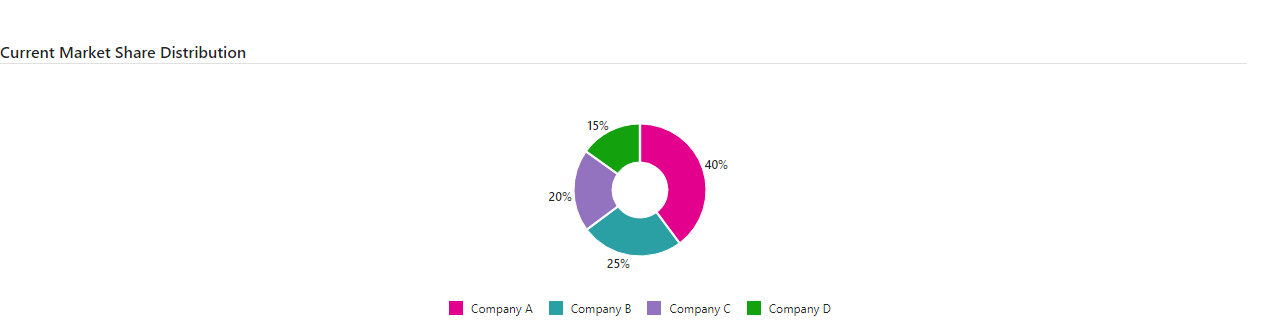 Current Market Share Distribution
15%
40%
20%
25%
Company A Company B Company C Company D